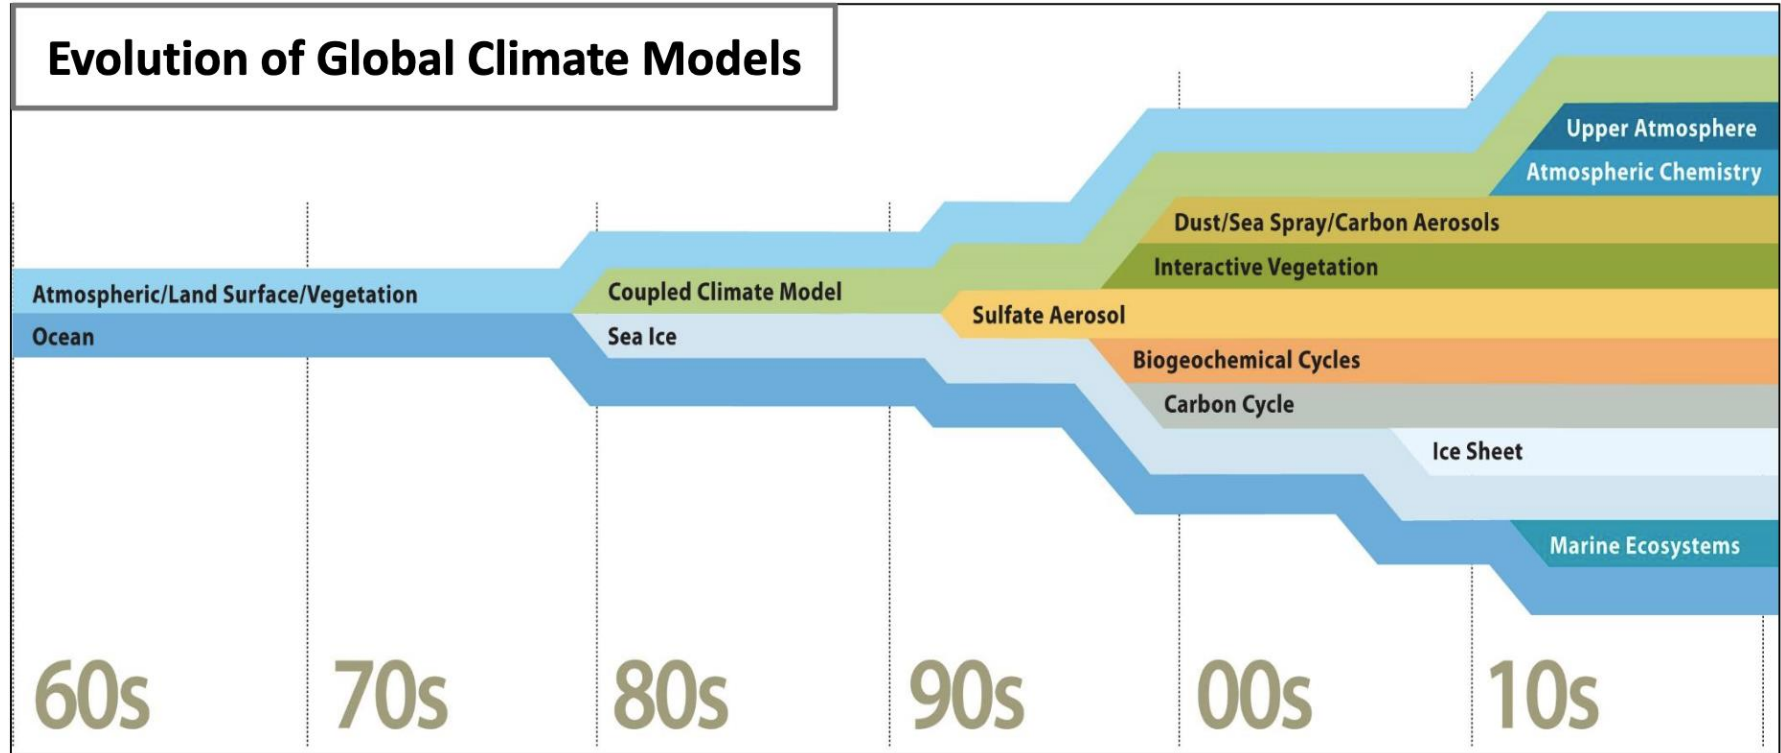 Evolution of Global Climate Models
Upper Atmosphere
Atmospheric Chemistry
Dust/Sea Spray/Carbon Aerosols
Interactive Vegetation
Atmospheric/Land Surface/Vegetation
Coupled Climate Model
Sulfate Aerosol
Ocean
Sea Ice
Biogeochemical Cycles
Carbon Cycle
Ice Sheet
Marine Ecosystems
60s
70s
80s
90s
00s
10s